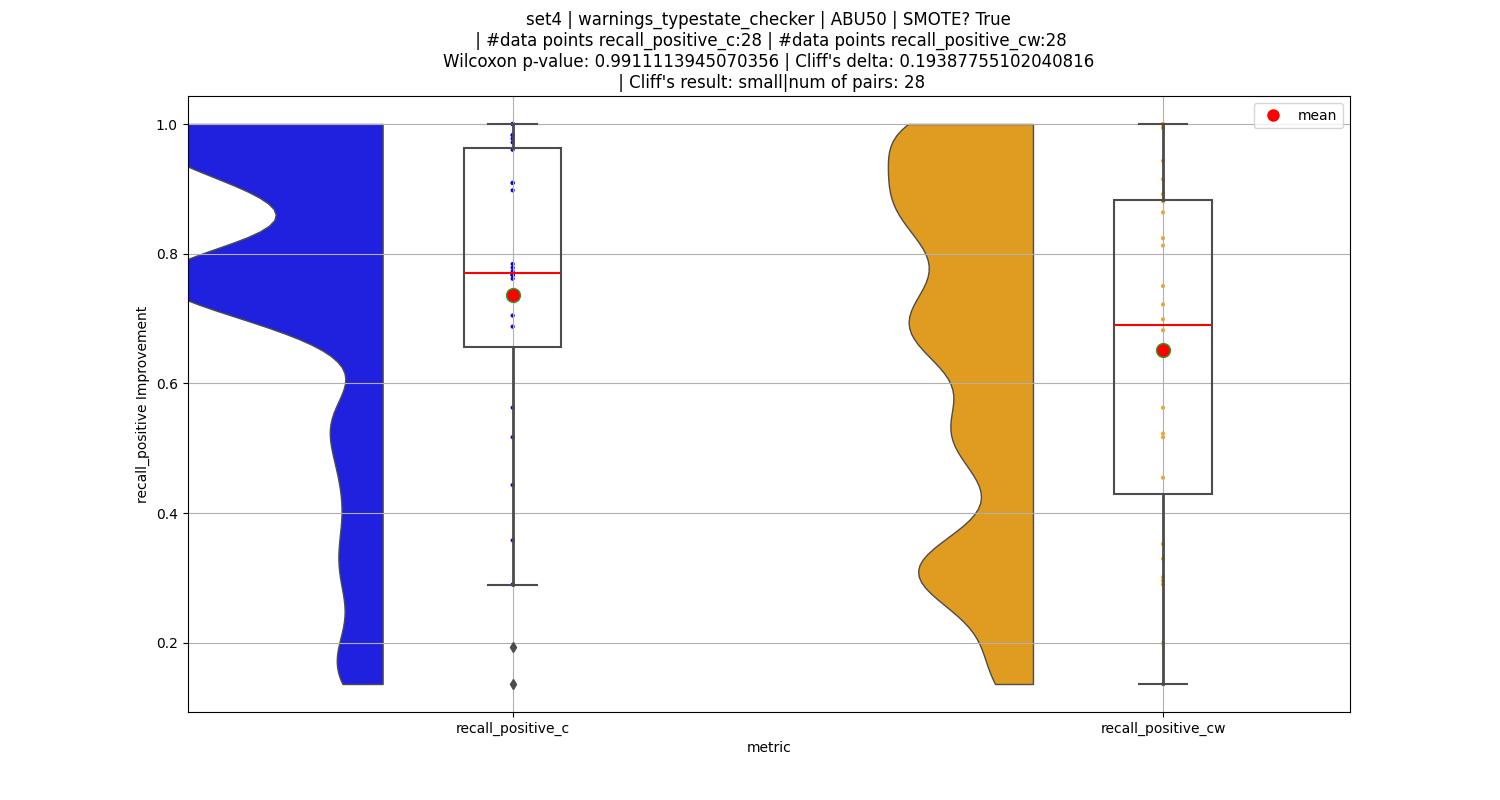 set4 | warnings_typestate_checker | ABU50 | SMOTE? True
| #data points recall_positive_c:28 | #data points recall_positive_cw:28
Wilcoxon p-value: 0.9911113945070356 | Cliff's delta: 0.19387755102040816
| Cliff's result: small|num of pairs: 28
mean
1.0
0.8
0.6
0.4
0.2
recall_positive Improvement
recall_positive_c
recall_positive_cw
metric